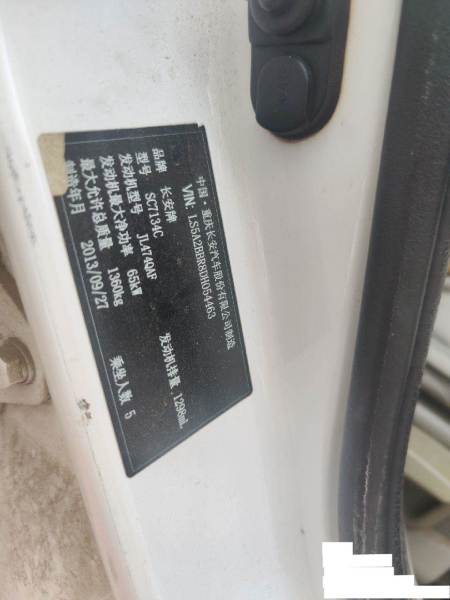 中国·重庆长安汽车股份有限公司制造
VIN: LS5A2BBR8DH054463
品牌 长安牌
型号 SC7134C
发动机型号 JL474QAF 发动机排量 1298mL
发动机最大净功率 65kW
最大允许总质量 1360kg
制造年月 2013/09/27 乘坐人数 5